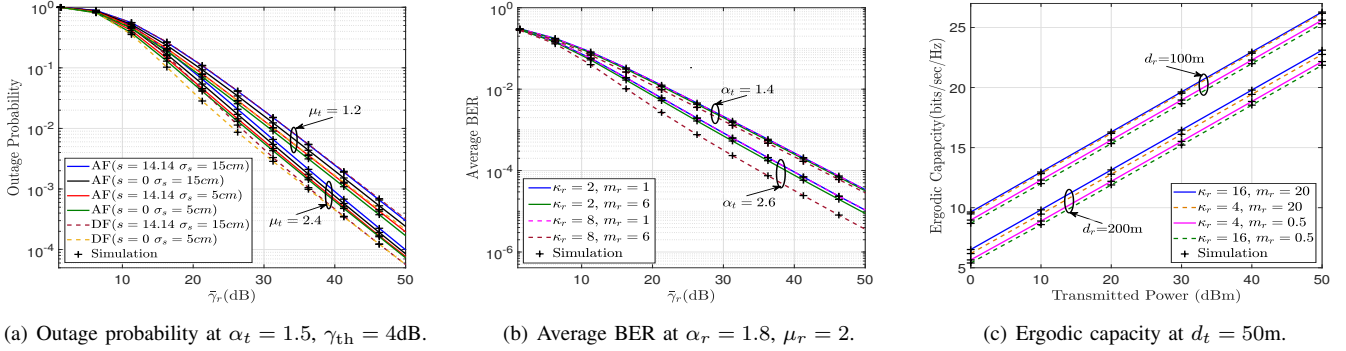 10^0
10^-1
10^-2
10^-3
10^-4
Outage Probability
μ_t = 1.2
μ_t = 2.4
AF(s = 14.14 σ_s = 15cm)
AF(s = 0 σ_s = 15cm)
AF(s = 14.14 σ_s = 5cm)
AF(s = 0 σ_s = 5cm)
DF(s = 14.14 σ_s = 15cm)
DF(s = 0 σ_s = 5cm)
Simulation
10 20 30 40 50
γ̄_r(dB)
(a) Outage probability at α_t = 1.5, γ_th = 4dB.
10^0
10^-2
10^-4
10^-6
Average BER
α_t = 1.4
α_t = 2.6
κ_r = 2, m_r = 1
κ_r = 2, m_r = 6
κ_r = 8, m_r = 1
κ_r = 8, m_r = 6
Simulation
10 20 30 40 50
γ̄_r(dB)
(b) Average BER at α_r = 1.8, μ_r = 2.
25
20
15
10
5
Ergodic Capapcity(bits/sec/Hz)
d_r=100m
d_r=200m
κ_r = 16, m_r = 20
κ_r = 4, m_r = 20
κ_r = 4, m_r = 0.5
κ_r = 16, m_r = 0.5
Simulation
0 10 20 30 40 50
Transmitted Power (dBm)
(c) Ergodic capacity at d_t = 50m.